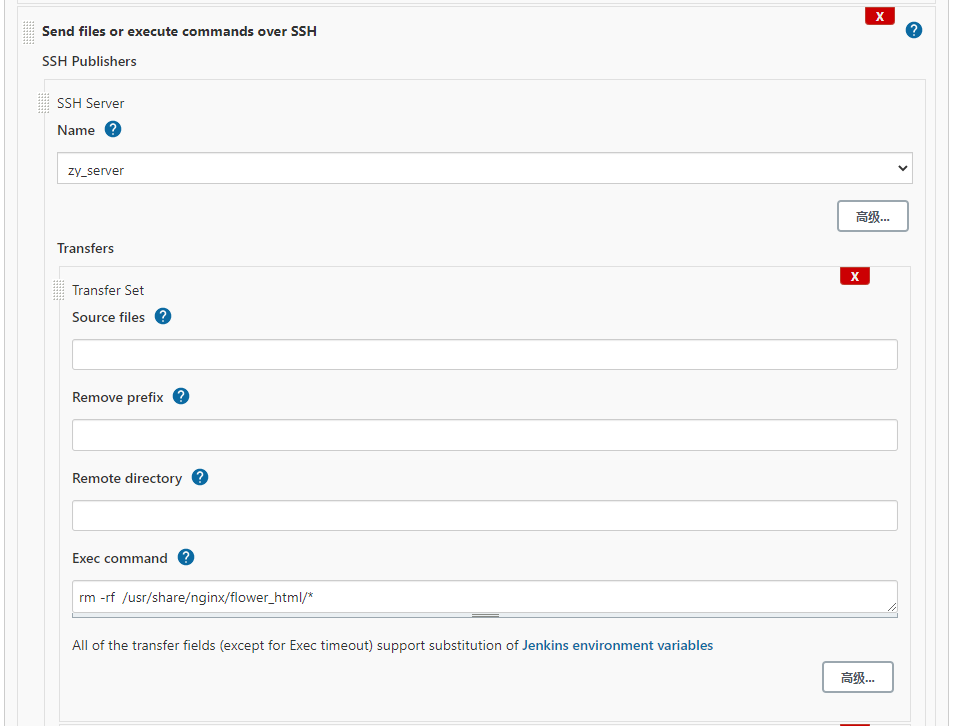 X
Send files or execute commands over SSH
?
SSH Publishers
SSH Server
Name ?
zy_server
高级...
Transfers
X
Transfer Set
Source files ?
Remove prefix ?
Remote directory ?
Exec command ?
rm -rf  /usr/share/nginx/flower_html/*
All of the transfer fields (except for Exec timeout) support substitution of Jenkins environment variables
高级...